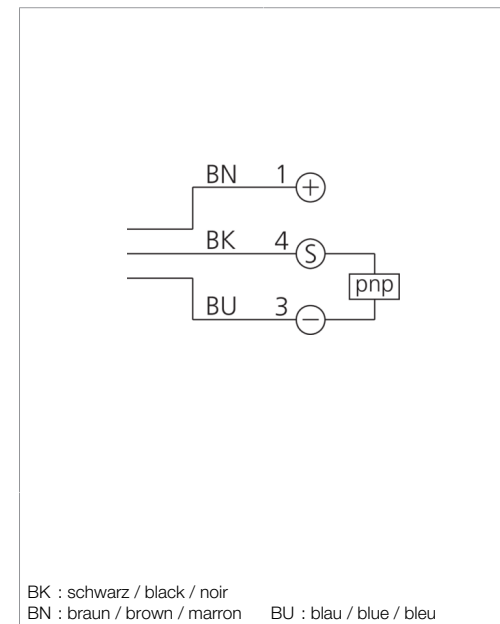 BN 1 +
BK 4 S
pnp
BU 3 −
BK : schwarz / black / noir
BN : braun / brown / marron BU : blau / blue / bleu